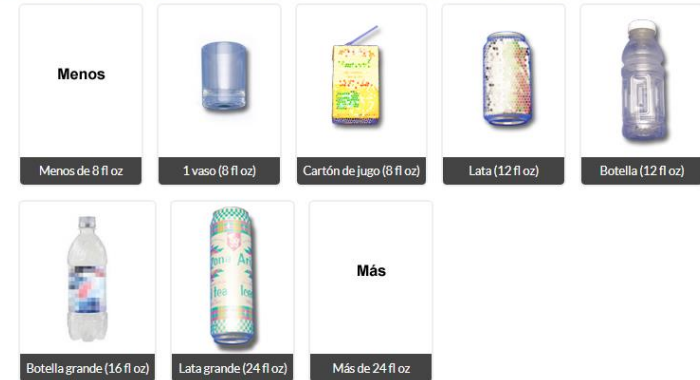 Menos
Menos de 8 fl oz
1 vaso (8 fl oz)
Cartón de jugo (8 fl oz)
Lata (12 fl oz)
Botella (12 fl oz)
Más
Botella grande (16 fl oz)
Lata grande (24 fl oz)
Más de 24 fl oz